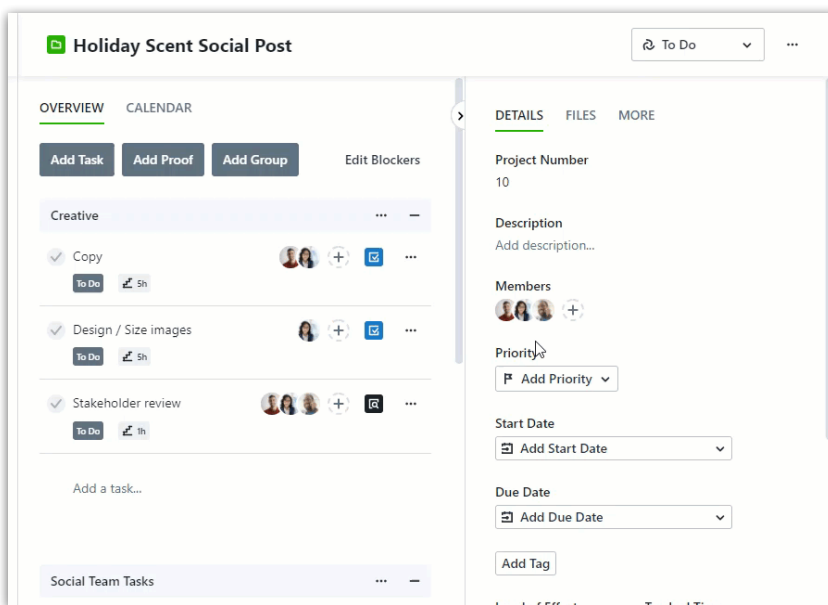 Holiday Scent Social Post
To Do
OVERVIEW CALENDAR
Add Task Add Proof Add Group Edit Blockers
Creative
Copy
To Do 5h
Design / Size images
To Do 5h
Stakeholder review
To Do 1h
Add a task...
Social Team Tasks
DETAILS FILES MORE
Project Number
10
Description
Add description...
Members
Priority
Add Priority
Start Date
Add Start Date
Due Date
Add Due Date
Add Tag